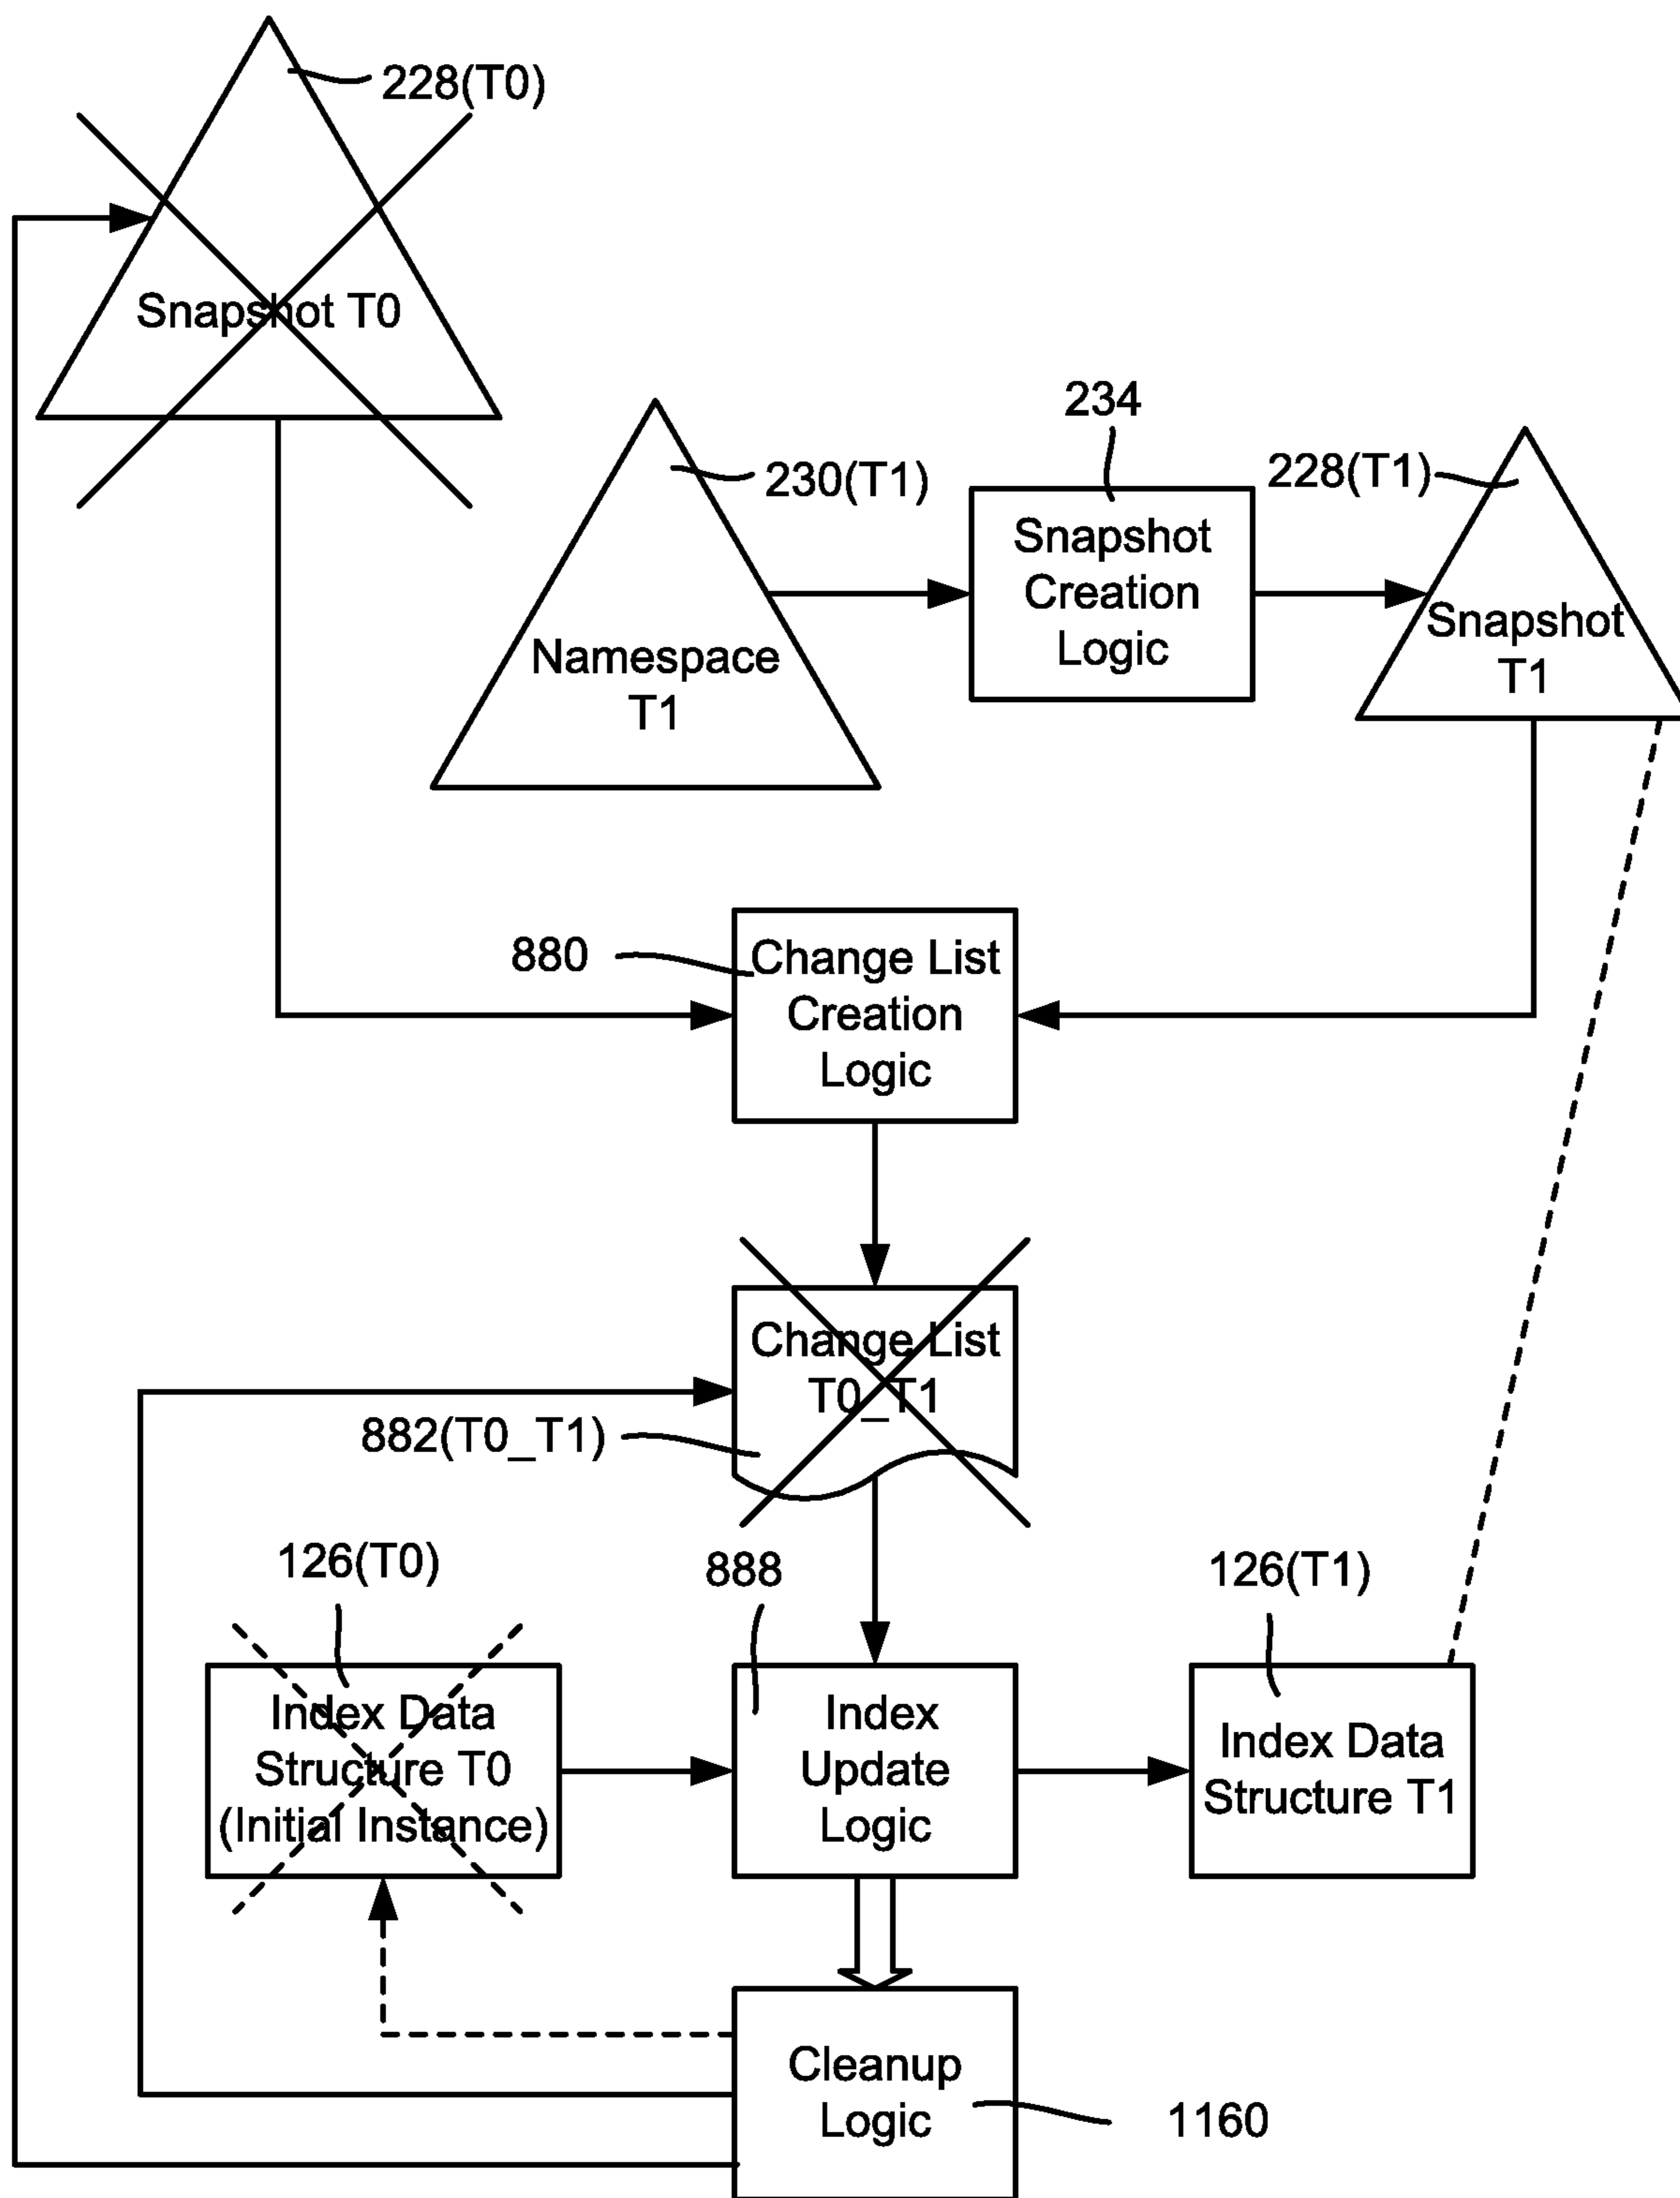 228(T0)
Snapshot T0
234
230(T1)
228(T1)
Snapshot
Creation
Logic
Namespace
T1
Snapshot
T1
880
Change List
Creation
Logic
Change List
T0_T1
882(T0_T1)
126(T0)
888
126(T1)
Index Data
Structure T0
(Initial Instance)
Index
Update
Logic
Index Data
Structure T1
Cleanup
Logic
1160